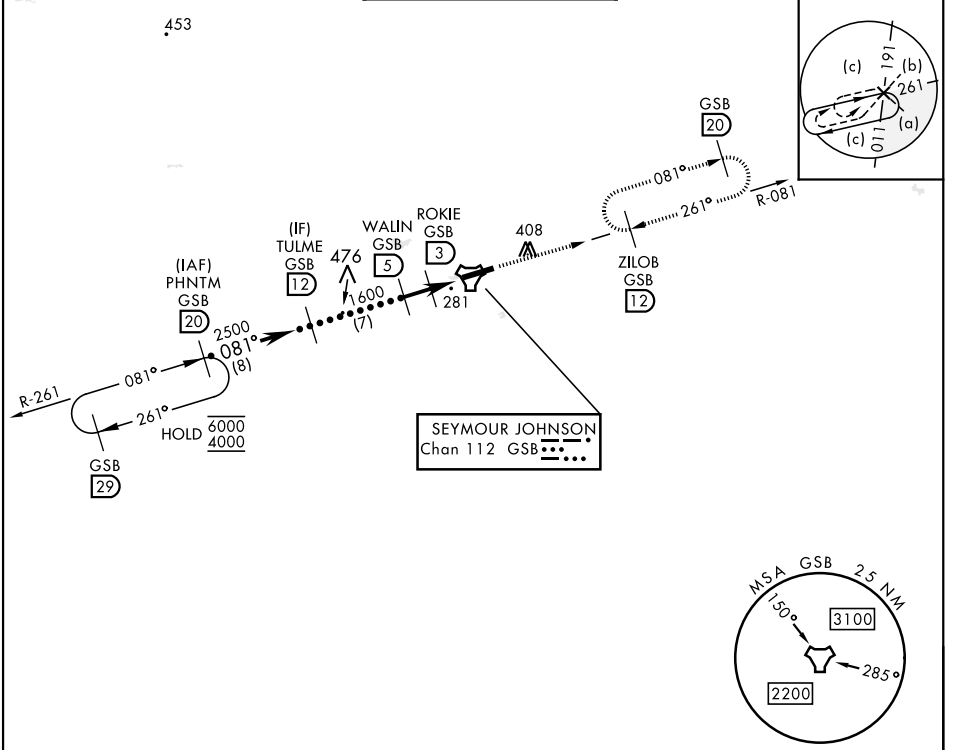 453
(c)
191
(b)
261
(a)
(c)
011
GSB
20
081°
261°
R-081
ROKIE
GSB
3
WALIN
GSB
5
408
(IF)
TULME
GSB
12
476
1600
(7)
281
ZILOB
GSB
12
(IAF)
PHNTM
GSB
20
2500
081°
(8)
081°
R-261
261°
HOLD 6000
4000
GSB
29
SEYMOUR JOHNSON
Chan 112 GSB
MSA GSB 25 NM
150°
3100
285°
2200